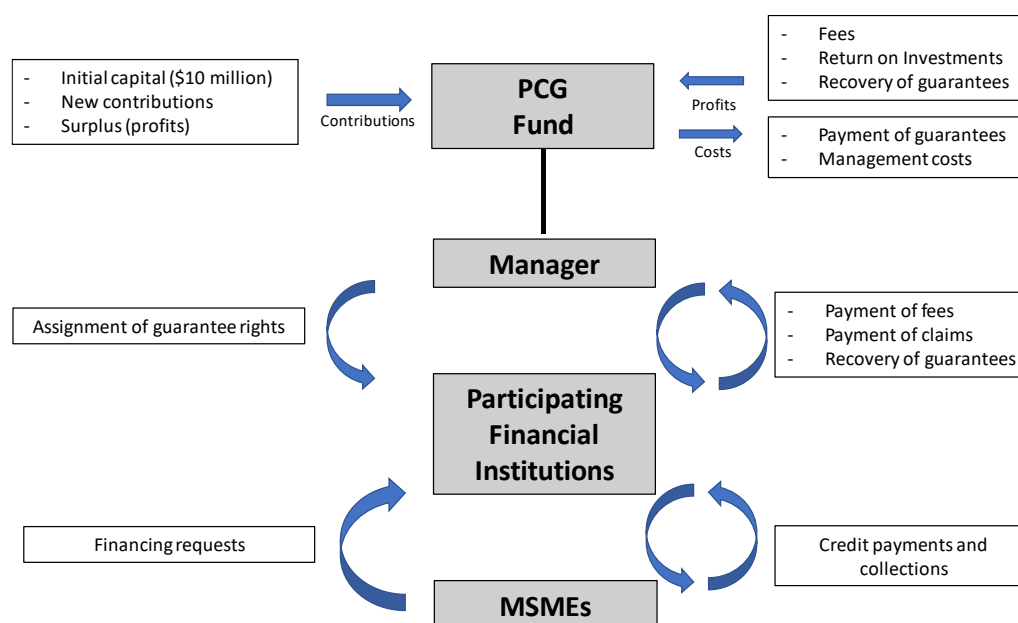 - Initial capital ($10 million)
- New contributions
- Surplus (profits)
Contributions
PCG
Fund
Profits
Costs
- Fees
- Return on Investments
- Recovery of guarantees
- Payment of guarantees
- Management costs
Manager
Assignment of guarantee rights
- Payment of fees
- Payment of claims
- Recovery of guarantees
Participating
Financial
Institutions
Financing requests
Credit payments and
collections
MSMEs